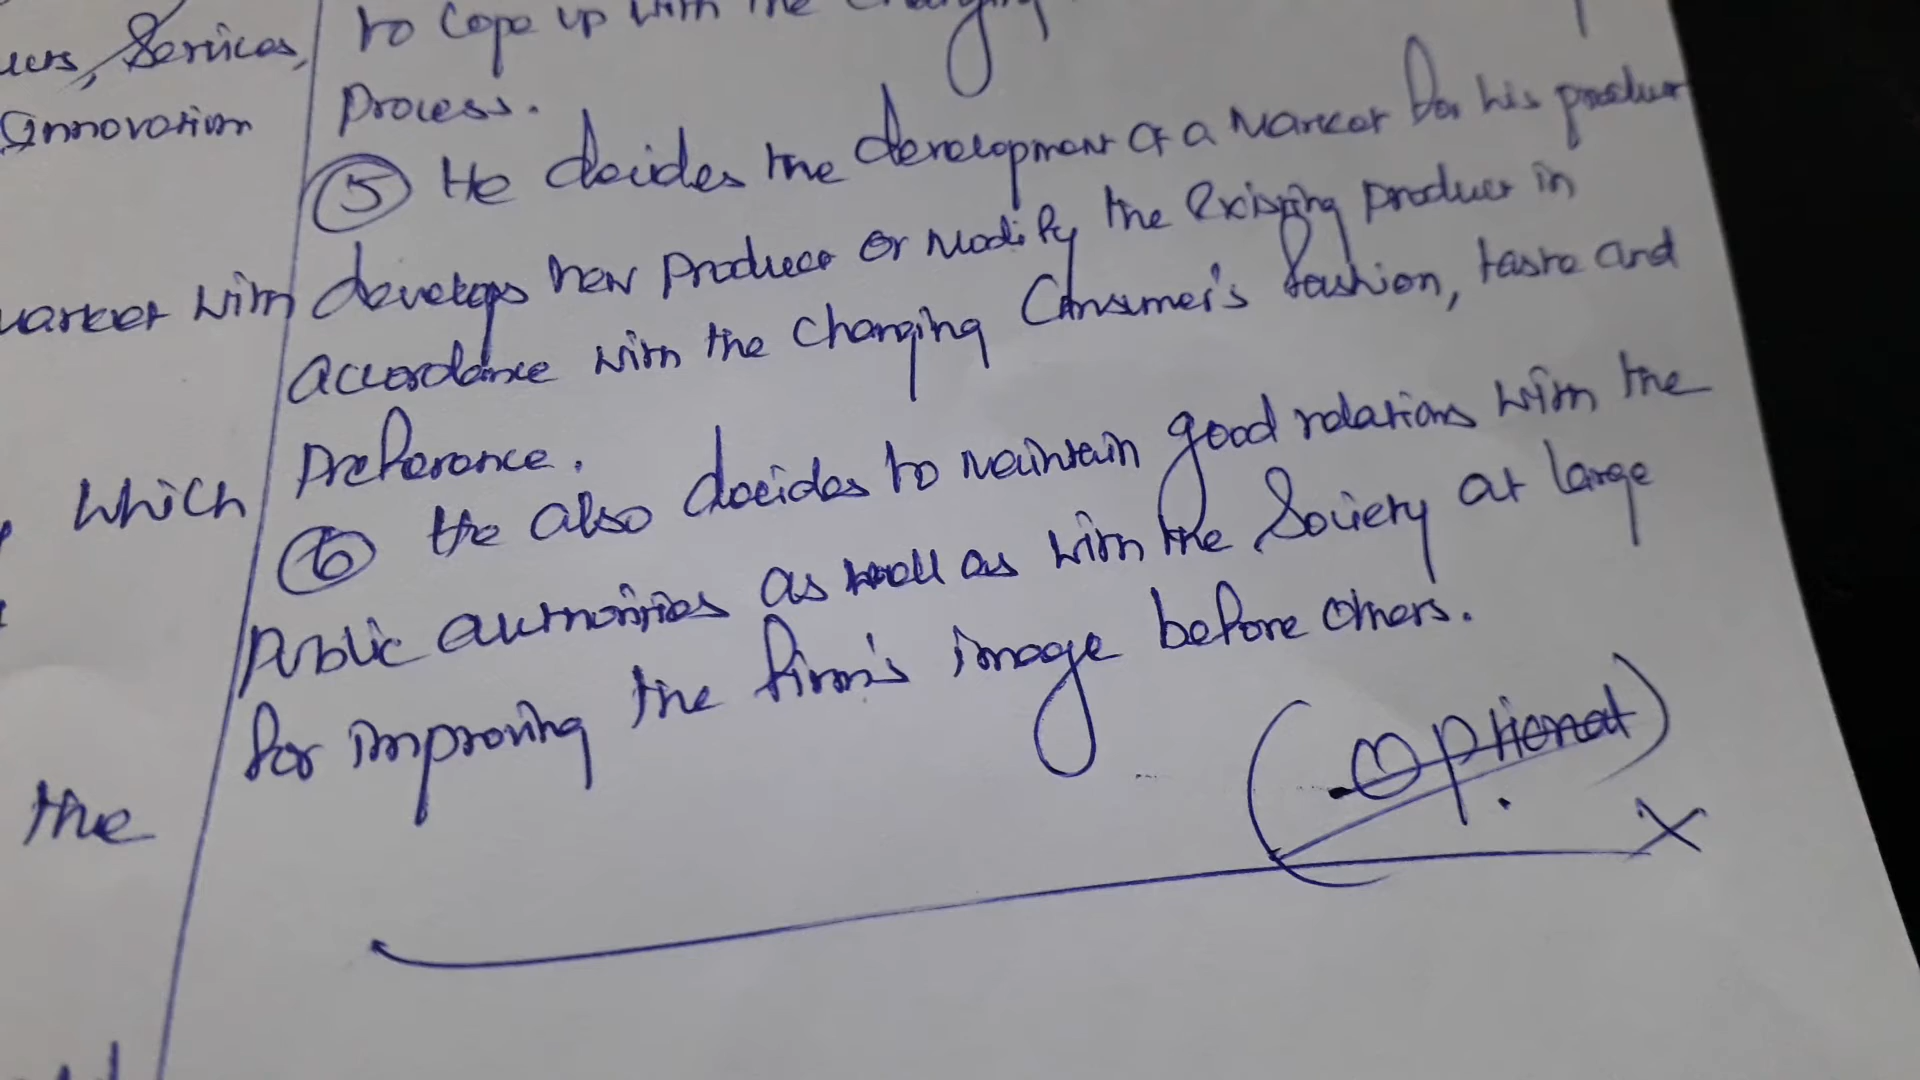 ucts, Services,
Innovation
market with
which
the
to cope up with the changing
process.
5 He decides the development of a market for his product
develops new product or modify the existing product in
accordance with the changing Consumer's fashion, taste and
preference.
6 He also decides to maintain good relations with the
public authorities as well as with the Society at large
for improving the firm's image before others.
(Optional)
x